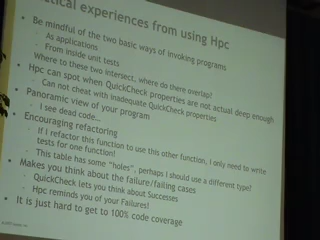 tical experiences from using Hpc
• Be mindful of the two basic ways of invoking programs
• As applications
• From inside unit tests
Where to these two intersect, where do there overlap?
• Hpc can spot when QuickCheck properties are not actual deep enough
• Can not cheat with inadequate QuickCheck properties
• Panoramic view of your program
• I see dead code...
• Encouraging refactoring
• If I refactor this function to use this other function, I only need to write
tests for one function!
• This table has some "holes", perhaps I should use a different type?
• Makes you think about the failure/failing cases
• QuickCheck lets you think about Successes
• Hpc reminds you of your Failures!
• It is just hard to get to 100% code coverage